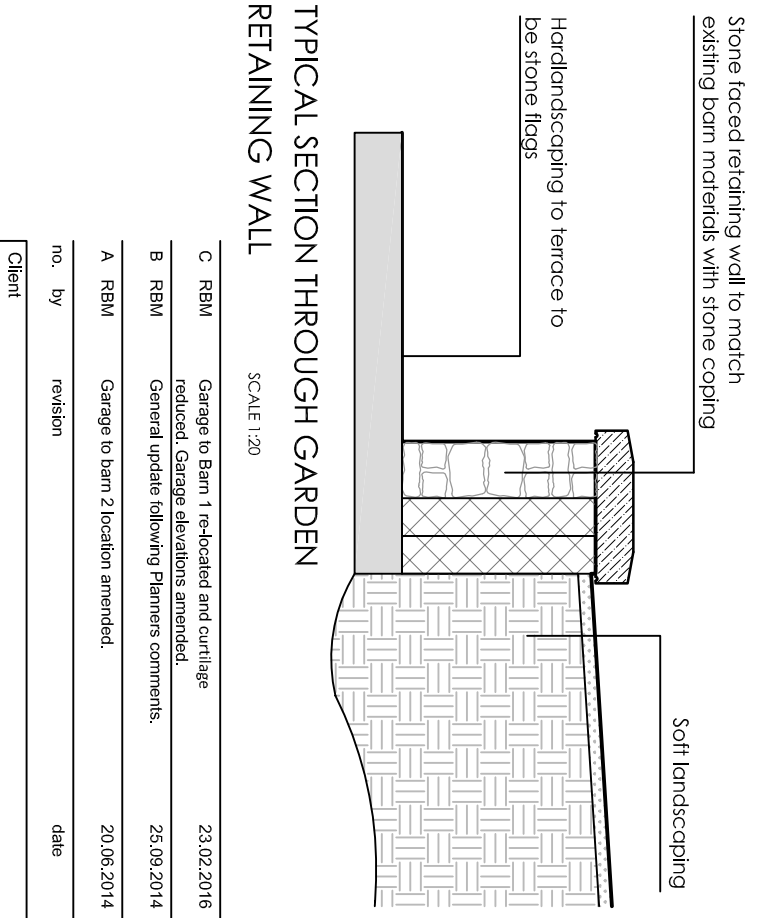 Stone faced retaining wall to match
existing barn materials with stone coping
Hardlandscaping to terrace to
be stone flags
Soft landscaping
TYPICAL SECTION THROUGH GARDEN
RETAINING WALL
SCALE 1:20
C RBM Garage to Barn 1 re-located and curtilage 23.02.2016
reduced. Garage elevations amended.
B RBM General update following Planners comments. 25.09.2014
A RBM Garage to barn 2 location amended. 20.06.2014
no. by revision date
Client